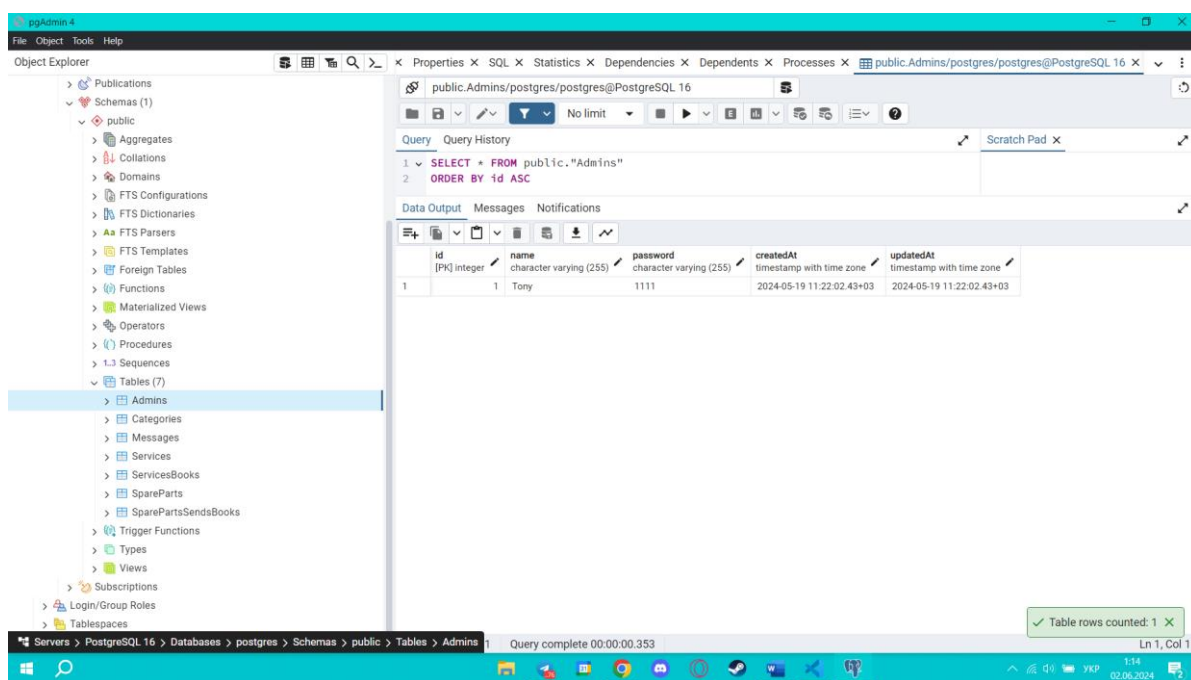 pgAdmin 4
File Object Tools Help
Object Explorer
Properties SQL Statistics Dependencies Dependents Processes public.Admins/postgres/postgres@PostgreSQL 16
Publications
Schemas (1)
public
Aggregates
Collations
Domains
FTS Configurations
FTS Dictionaries
Aa FTS Parsers
FTS Templates
Foreign Tables
Functions
Materialized Views
Operators
Procedures
1..3 Sequences
Tables (7)
Admins
Categories
Messages
Services
ServicesBooks
SpareParts
SparePartsSendsBooks
Trigger Functions
Types
Views
Subscriptions
Login/Group Roles
Tablespaces
public.Admins/postgres/postgres@PostgreSQL 16
No limit
Query Query History
Scratch Pad
1 SELECT * FROM public."Admins"
2 ORDER BY id ASC
Data Output Messages Notifications
id name password createdAt updatedAt
[PK] integer character varying (255) character varying (255) timestamp with time zone timestamp with time zone
1 1 Tony 1111 2024-05-19 11:22:02.43+03 2024-05-19 11:22:02.43+03
Table rows counted: 1
Servers > PostgreSQL 16 > Databases > postgres > Schemas > public > Tables > Admins
1 Query complete 00:00:00.353
Ln 1, Col 1
УКР
1:14
02.06.2024